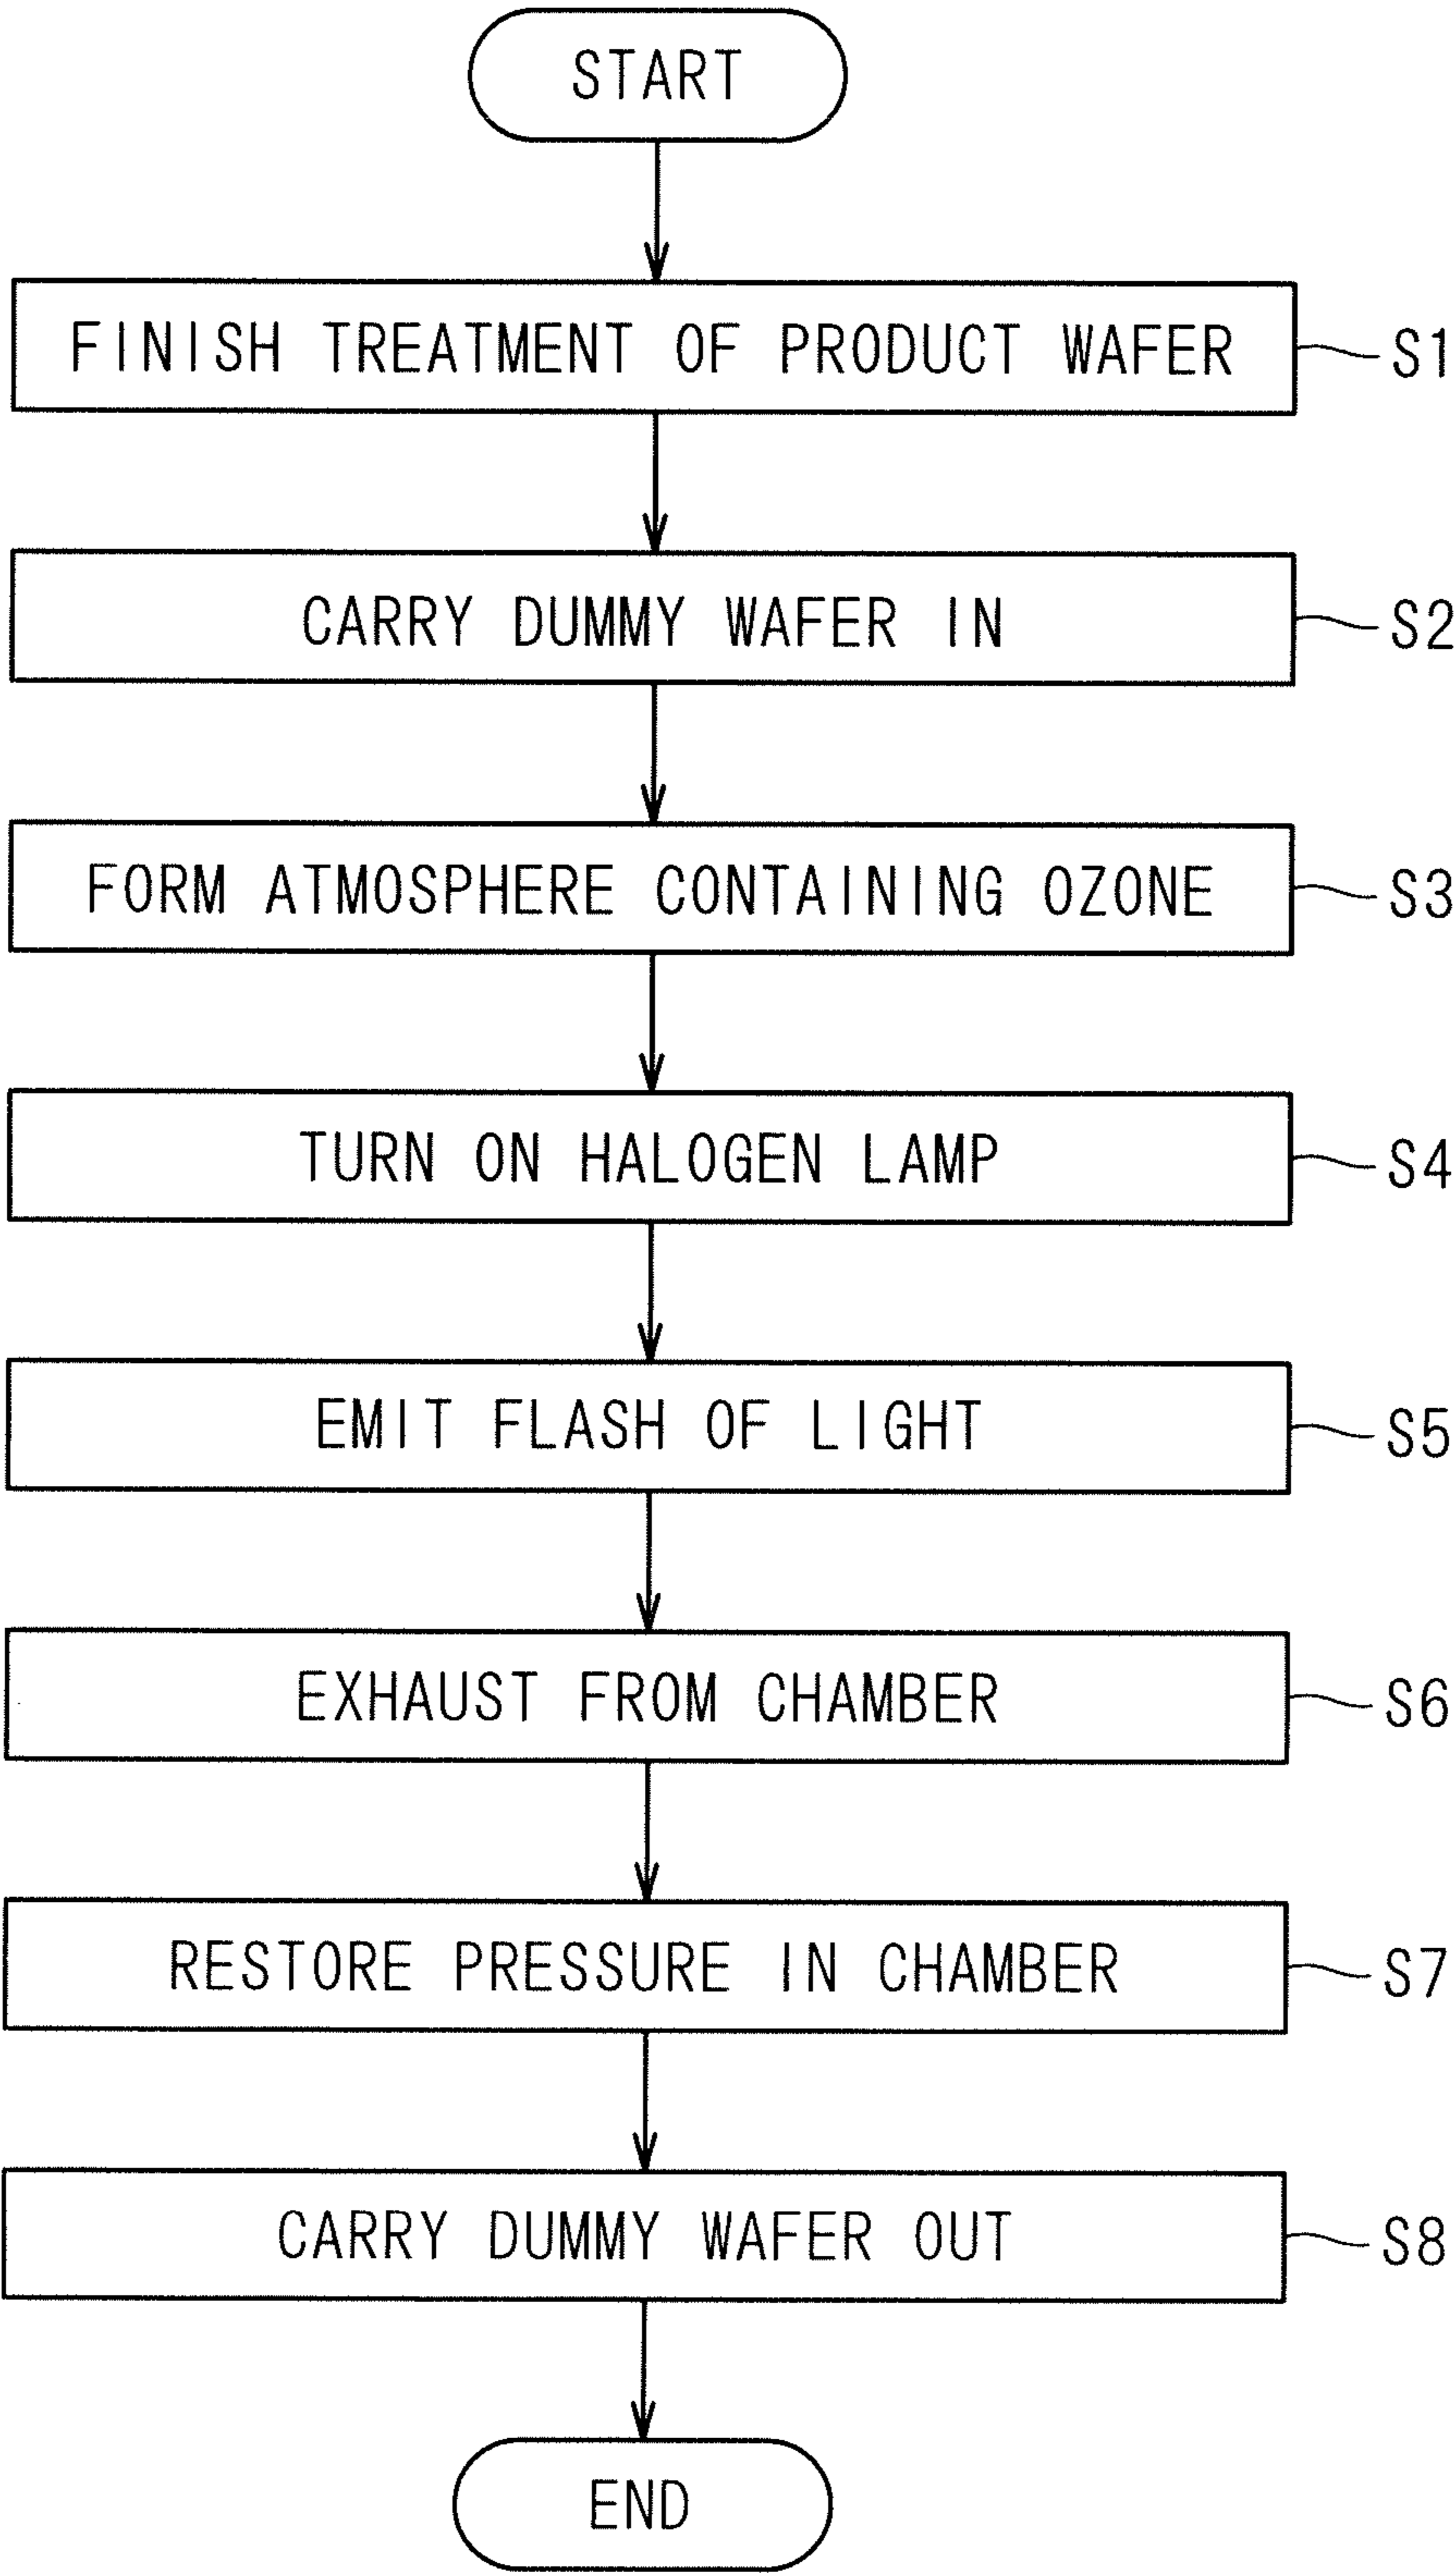 START
FINISH TREATMENT OF PRODUCT WAFER S1
CARRY DUMMY WAFER IN S2
FORM ATMOSPHERE CONTAINING OZONE S3
TURN ON HALOGEN LAMP S4
EMIT FLASH OF LIGHT S5
EXHAUST FROM CHAMBER S6
RESTORE PRESSURE IN CHAMBER S7
CARRY DUMMY WAFER OUT S8
END